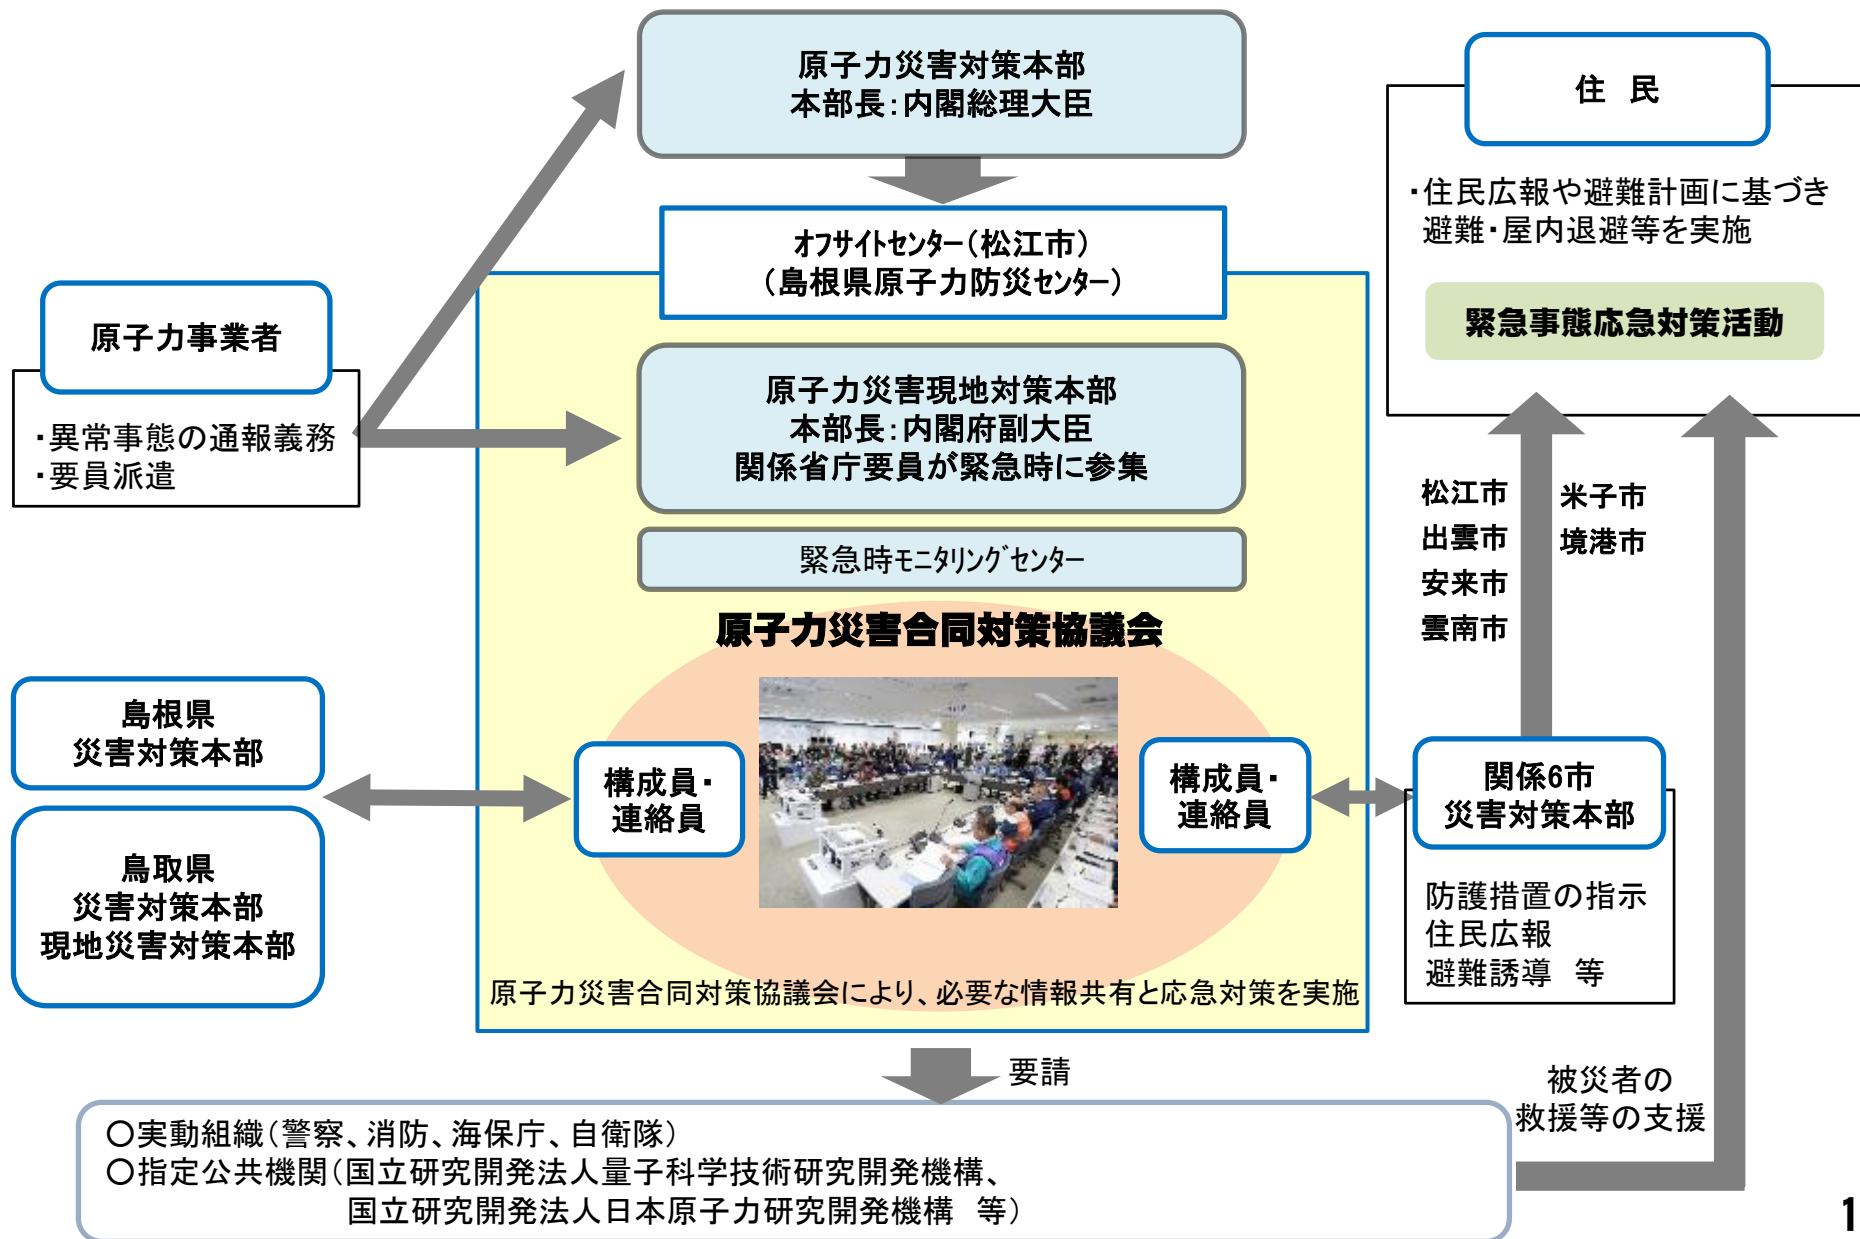 原子力災害対策本部
本部長：内閣総理大臣
オフサイトセンター（松江市）
（島根県原子力防災センター）
原子力事業者
・異常事態の通報義務
・要員派遣
原子力災害現地対策本部
本部長：内閣府副大臣
関係省庁要員が緊急時に参集
緊急時モニタリングセンター
原子力災害合同対策協議会
島根県
災害対策本部
鳥取県
災害対策本部
現地災害対策本部
構成員・
連絡員
構成員・
連絡員
原子力災害合同対策協議会により、必要な情報共有と応急対策を実施
住　民
・住民広報や避難計画に基づき
避難・屋内退避等を実施
緊急事態応急対策活動
松江市
出雲市
安来市
雲南市
米子市
境港市
関係6市
災害対策本部
防護措置の指示
住民広報
避難誘導　等
要請
被災者の
救援等の支援
○実動組織（警察、消防、海保庁、自衛隊）
○指定公共機関（国立研究開発法人量子科学技術研究開発機構、
国立研究開発法人日本原子力研究開発機構　等）
1